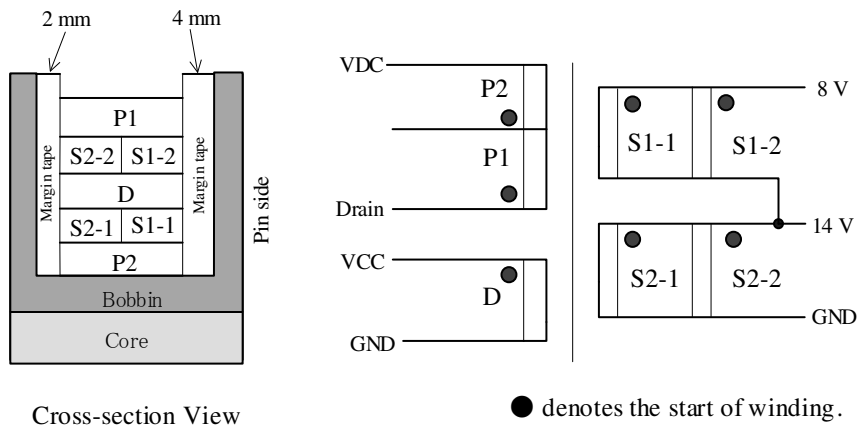 2 mm
4 mm
Margin tape
P1
S2-2
S1-2
D
S2-1
S1-1
P2
Margin tape
Pin side
Bobbin
Core
Cross-section View
VDC
P2
P1
Drain
VCC
D
GND
8 V
S1-1
S1-2
14 V
S2-1
S2-2
GND
denotes the start of winding.